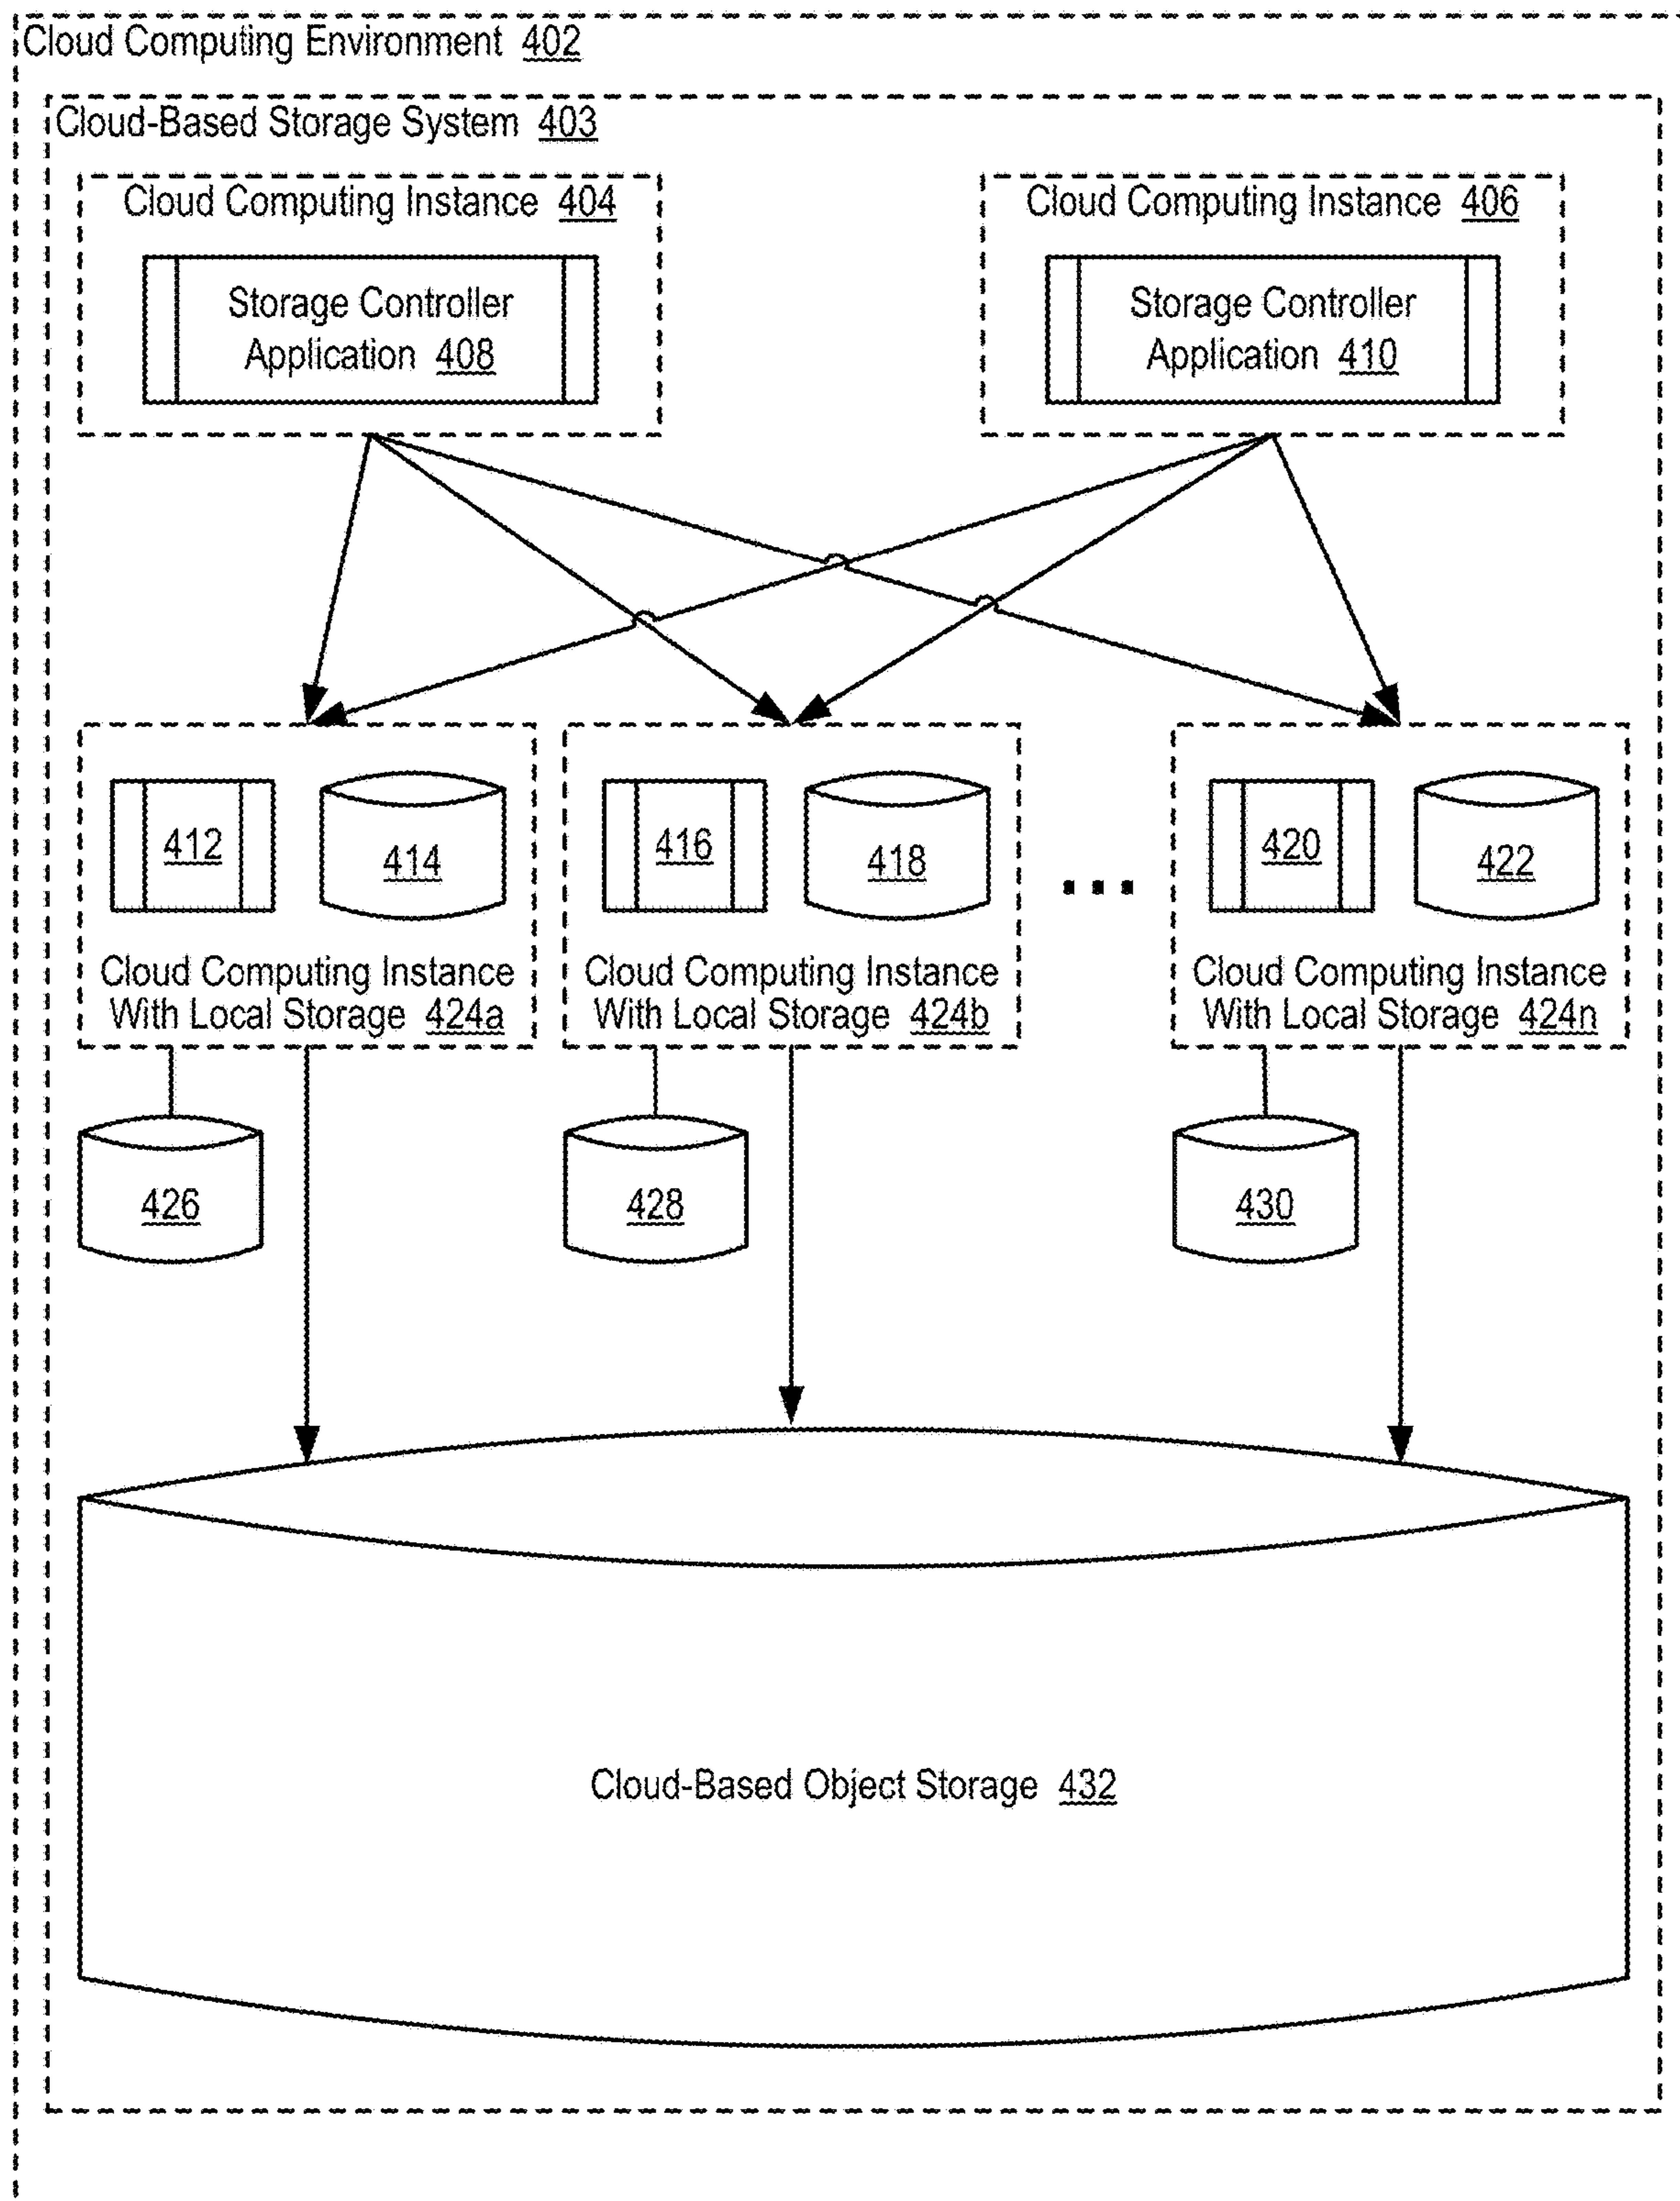 Cloud Computing Environment 402
Cloud-Based Storage System 403
Cloud Computing Instance 404
Storage Controller
Application 408
Cloud Computing Instance 406
Storage Controller
Application 410
412
414
Cloud Computing Instance
With Local Storage 424a
416
418
Cloud Computing Instance
With Local Storage 424b
...
420
422
Cloud Computing Instance
With Local Storage 424n
426
428
430
Cloud-Based Object Storage 432